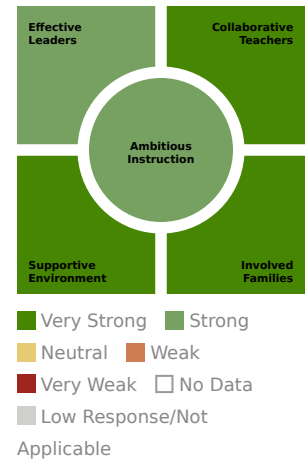 Effective
Leaders
Collaborative
Teachers
Ambitious
Instruction
Supportive
Environment
Involved
Families
Very Strong Strong
Neutral Weak
Very Weak No Data
Low Response/Not
Applicable